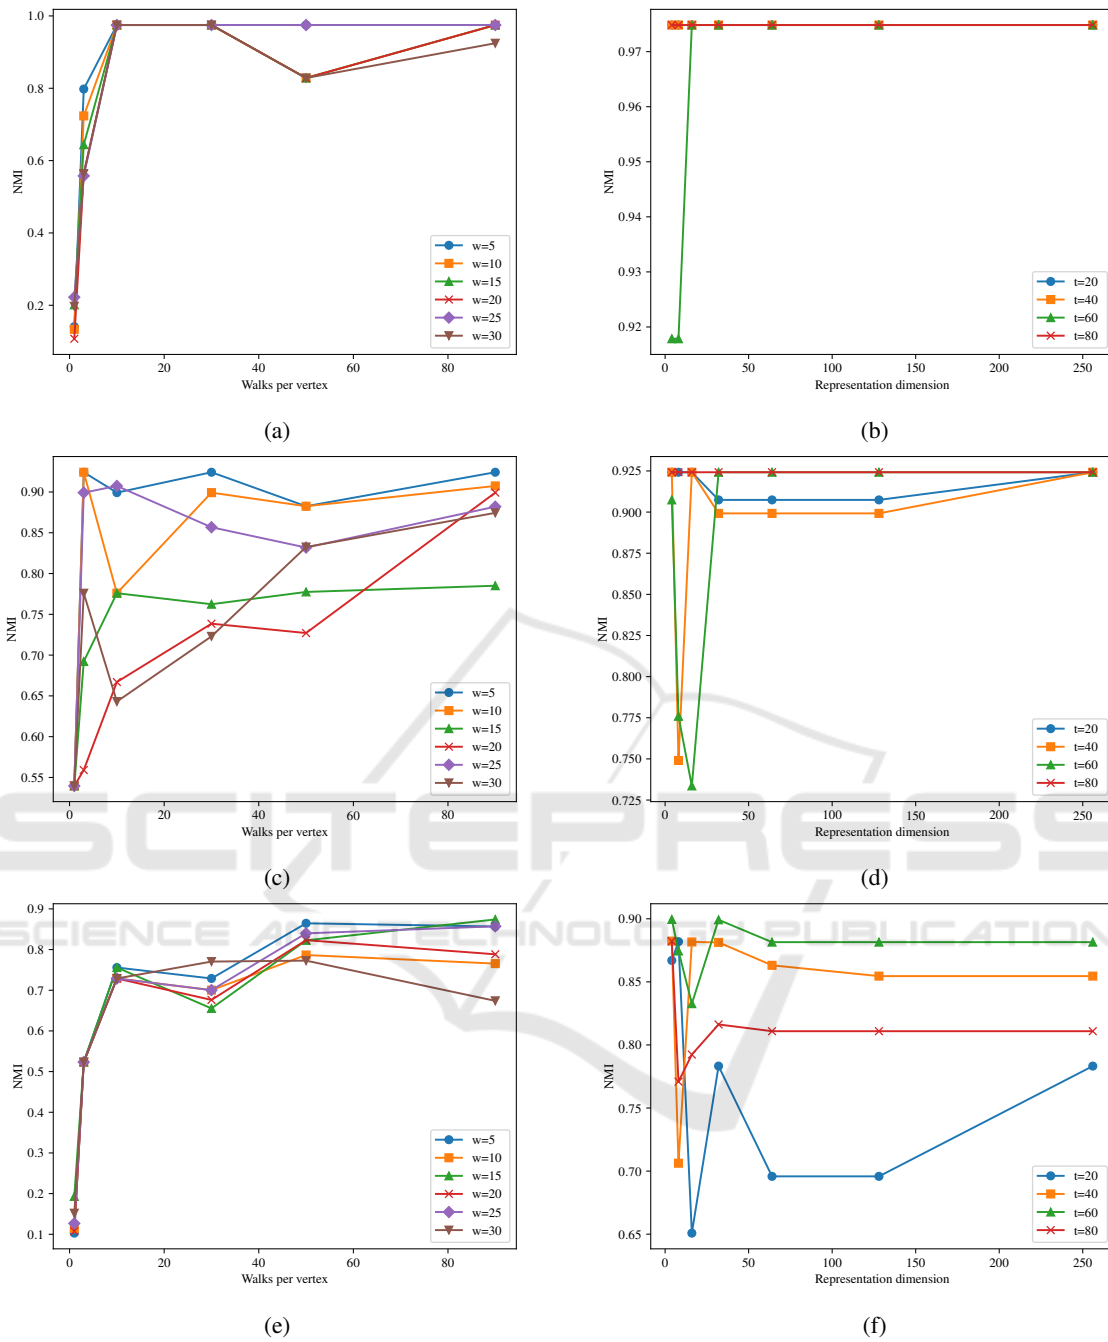 1.0
0.8
0.6
0.4
0.2
NMI
0 20 40 60 80
Walks per vertex
w=5
w=10
w=15
w=20
w=25
w=30
(a)
0.97
0.96
0.95
0.94
0.93
0.92
NMI
0 50 100 150 200 250
Representation dimension
t=20
t=40
t=60
t=80
(b)
0.90
0.85
0.80
0.75
0.70
0.65
0.60
0.55
NMI
0 20 40 60 80
Walks per vertex
w=5
w=10
w=15
w=20
w=25
w=30
(c)
0.925
0.900
0.875
0.850
0.825
0.800
0.775
0.750
0.725
NMI
0 50 100 150 200 250
Representation dimension
t=20
t=40
t=60
t=80
(d)
SCITEPRESS
SCIENCE AND TECHNOLOGY PUBLICATIONS
0.9
0.8
0.7
0.6
0.5
0.4
0.3
0.2
0.1
NMI
0 20 40 60 80
Walks per vertex
w=5
w=10
w=15
w=20
w=25
w=30
(e)
0.90
0.85
0.80
0.75
0.70
0.65
NMI
0 50 100 150 200 250
Representation dimension
t=20
t=40
t=60
t=80
(f)